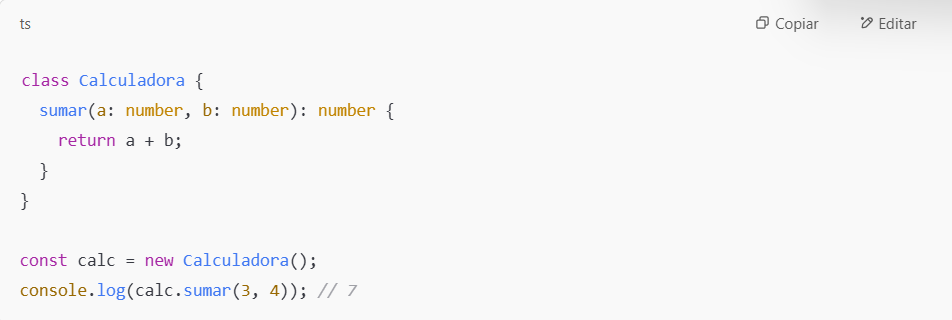 ts Copiar Editar
class Calculadora {
  sumar(a: number, b: number): number {
    return a + b;
  }
}

const calc = new Calculadora();
console.log(calc.sumar(3, 4)); // 7